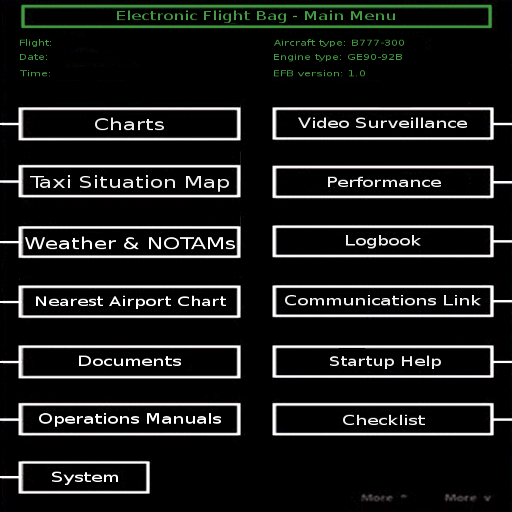 Electronic Flight Bag - Main Menu
Flight:
Aircraft type: B777-300
Date:
Engine type: GE90-92B
Time:
EFB version: 1.0
Charts
Video Surveillance
Taxi Situation Map
Performance
Weather & NOTAMs
Logbook
Nearest Airport Chart
Communications Link
Documents
Startup Help
Operations Manuals
Checklist
System
More ^
More v